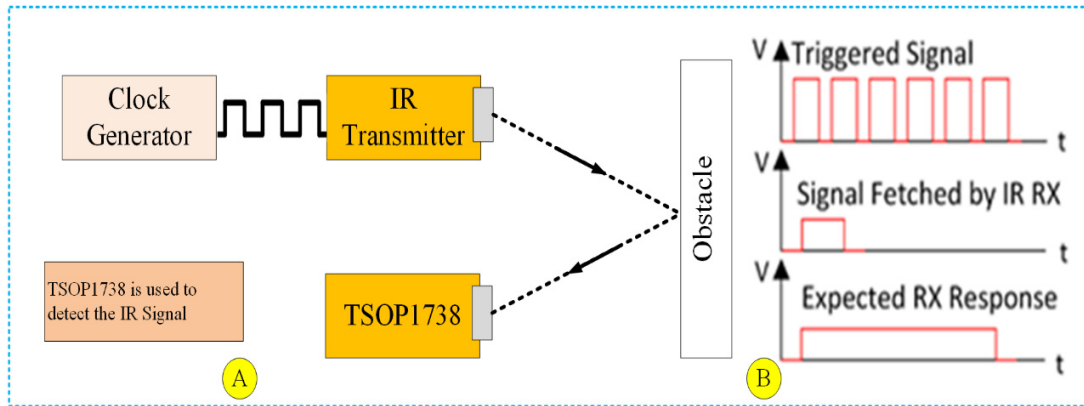 Clock
Generator
IR
Transmitter
Obstacle
TSOP1738 is used to
detect the IR Signal
TSOP1738
A
V
Triggered Signal
t
V
Signal Fetched by IR RX
t
V
Expected RX Response
t
B